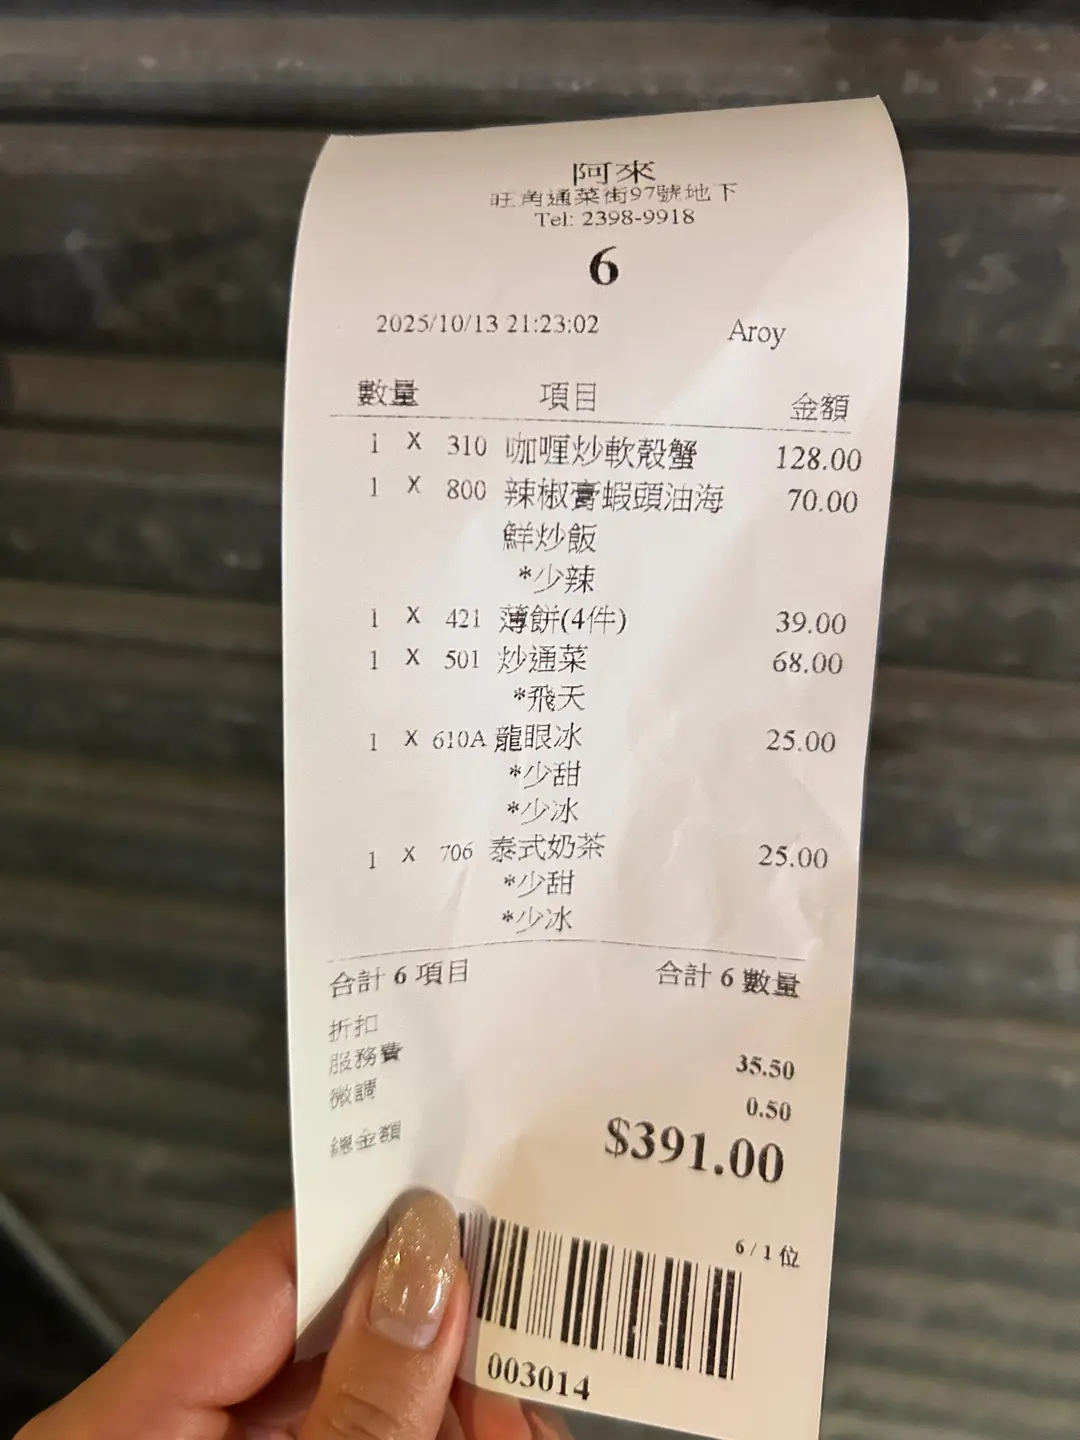 阿來
旺角通菜街97號地下
Tel: 2398-9918
6
2025/10/13 21:23:02 Aroy
數量 項目 金額
1 X 310 咖喱炒軟殼蟹 128.00
1 X 800 辣椒膏蝦頭油海 70.00
鮮炒飯
*少辣
1 X 421 薄餅(4件) 39.00
1 X 501 炒通菜 68.00
*飛天
1 X 610A 龍眼冰 25.00
*少甜
*少冰
1 X 706 泰式奶茶 25.00
*少甜
*少冰
合計 6 項目 合計 6 數量
折扣
服務費 35.50
微調 0.50
總金額 $391.00
6 / 1 位
003014